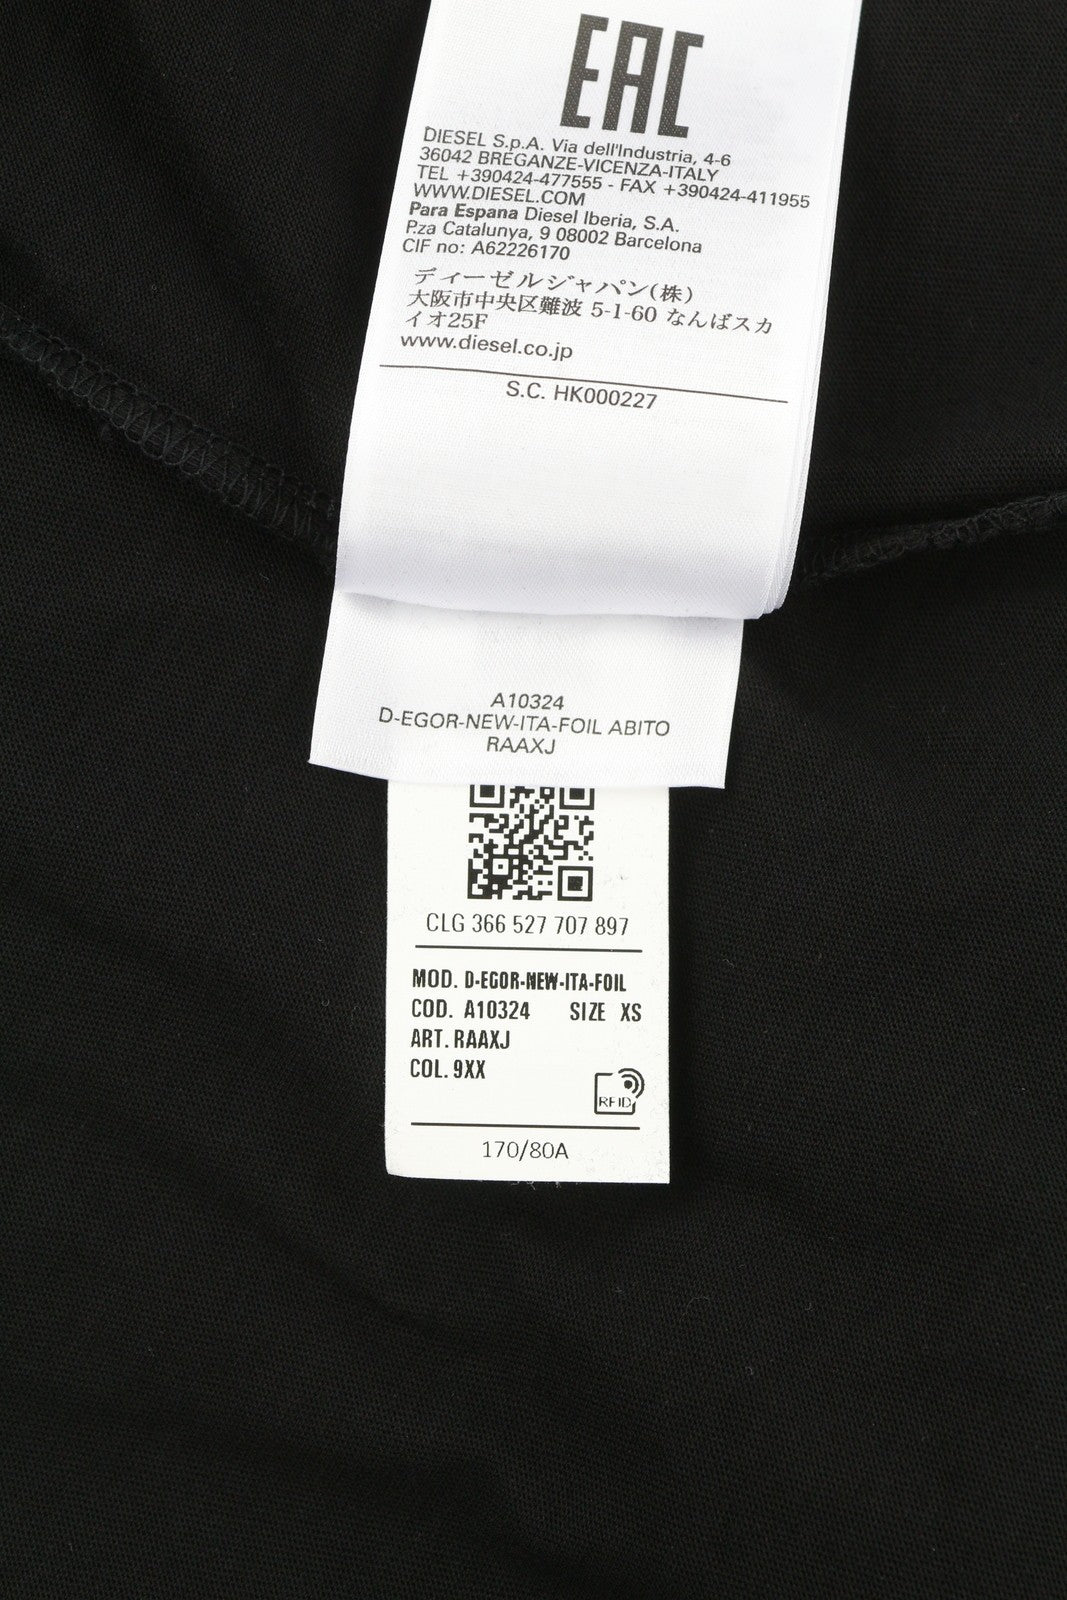 EAC
DIESEL S.p.A. Via dell'Industria, 4-6
36042 BREGANZE-VICENZA-ITALY
TEL +390424-477555 - FAX +390424-411955
WWW.DIESEL.COM
Para Espana Diesel Iberia, S.A.
P.za Catalunya, 9 08002 Barcelona
CIF no: A62226170
ディーゼルジャパン(株)
大阪市中央区難波 5-1-60 なんばスカ
イオ25F
www.diesel.co.jp
S.C. HK000227
A10324
D-EGOR-NEW-ITA-FOIL ABITO
RAAXJ
CLG 366 527 707 897
MOD. D-EGOR-NEW-ITA-FOIL
COD. A10324 SIZE XS
ART. RAAXJ
COL. 9XX
RFID
170/80A